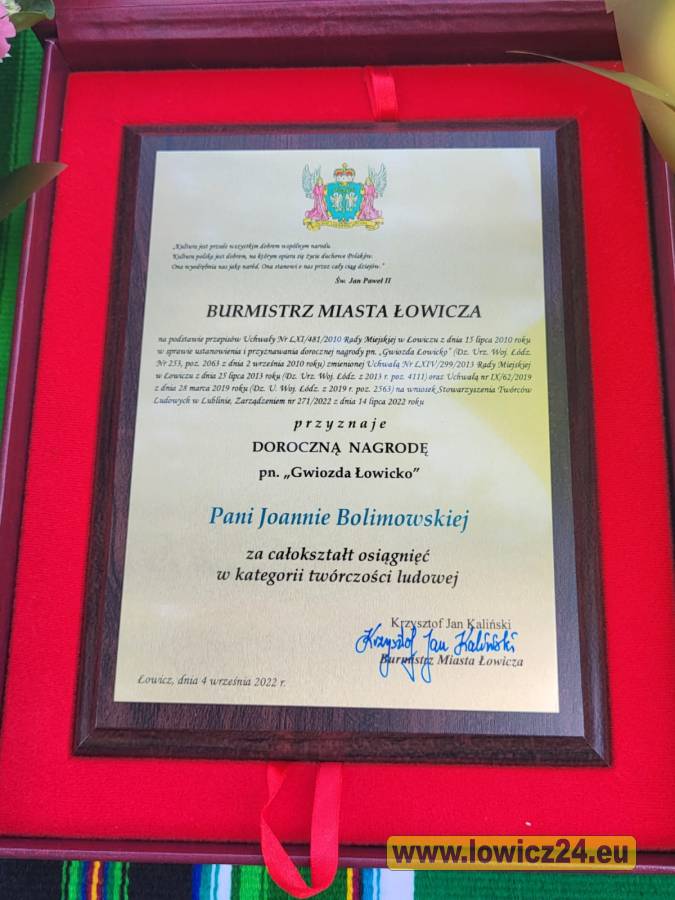 „Kultura jest przede wszystkim dobrem wspólnym narodu.
Kultura polska jest dobrem, na którym opiera się życie duchowe Polaków.
Ona wyodrębnia nas jako naród. Ona stanowi o nas przez cały ciąg dziejów."
Św. Jan Paweł II
BURMISTRZ MIASTA ŁOWICZA
na podstawie przepisów Uchwały Nr LXI/481/2010 Rady Miejskiej w Łowiczu z dnia 15 lipca 2010 roku
w sprawie ustanowienia i przyznawania dorocznej nagrody pn. „Gwiozda Łowicko" (Dz. Urz. Woj. Łódz.
Nr 253, poz. 2063 z dnia 2 września 2010 roku) zmienionej Uchwałą Nr LXIV/299/2013 Rady Miejskiej
w Łowiczu z dnia 25 lipca 2013 roku (Dz. Urz. Woj. Łódz. z 2013 r. poz. 4111) oraz Uchwałą nr IX/62/2019
z dnia 28 marca 2019 roku (Dz. U. Woj. Łódz. z 2019 r. poz. 2563) na wniosek Stowarzyszenia Twórców
Ludowych w Lublinie, Zarządzeniem nr 271/2022 z dnia 14 lipca 2022 roku
przyznaje
DOROCZNĄ NAGRODĘ
pn. „Gwiozda Łowicko"
Pani Joannie Bolimowskiej
za całokształt osiągnięć
w kategorii twórczości ludowej
Krzysztof Jan Kaliński
Krzysztof Jan Kaliński
Burmistrz Miasta Łowicza
Łowicz, dnia 4 września 2022 r.
www.lowicz24.eu